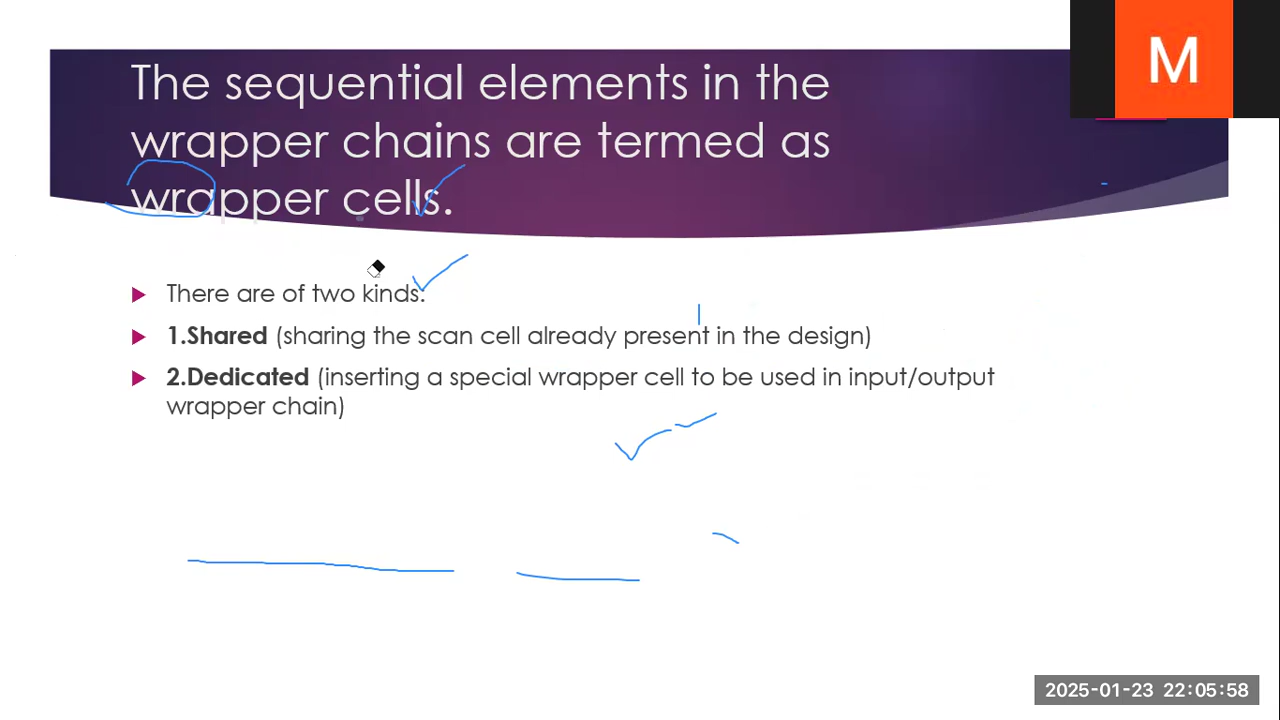 M
The sequential elements in the
wrapper chains are termed as
wrapper cells.
There are of two kinds:
1.Shared (sharing the scan cell already present in the design)
2.Dedicated (inserting a special wrapper cell to be used in input/output
wrapper chain)
2025-01-23 22:05:58